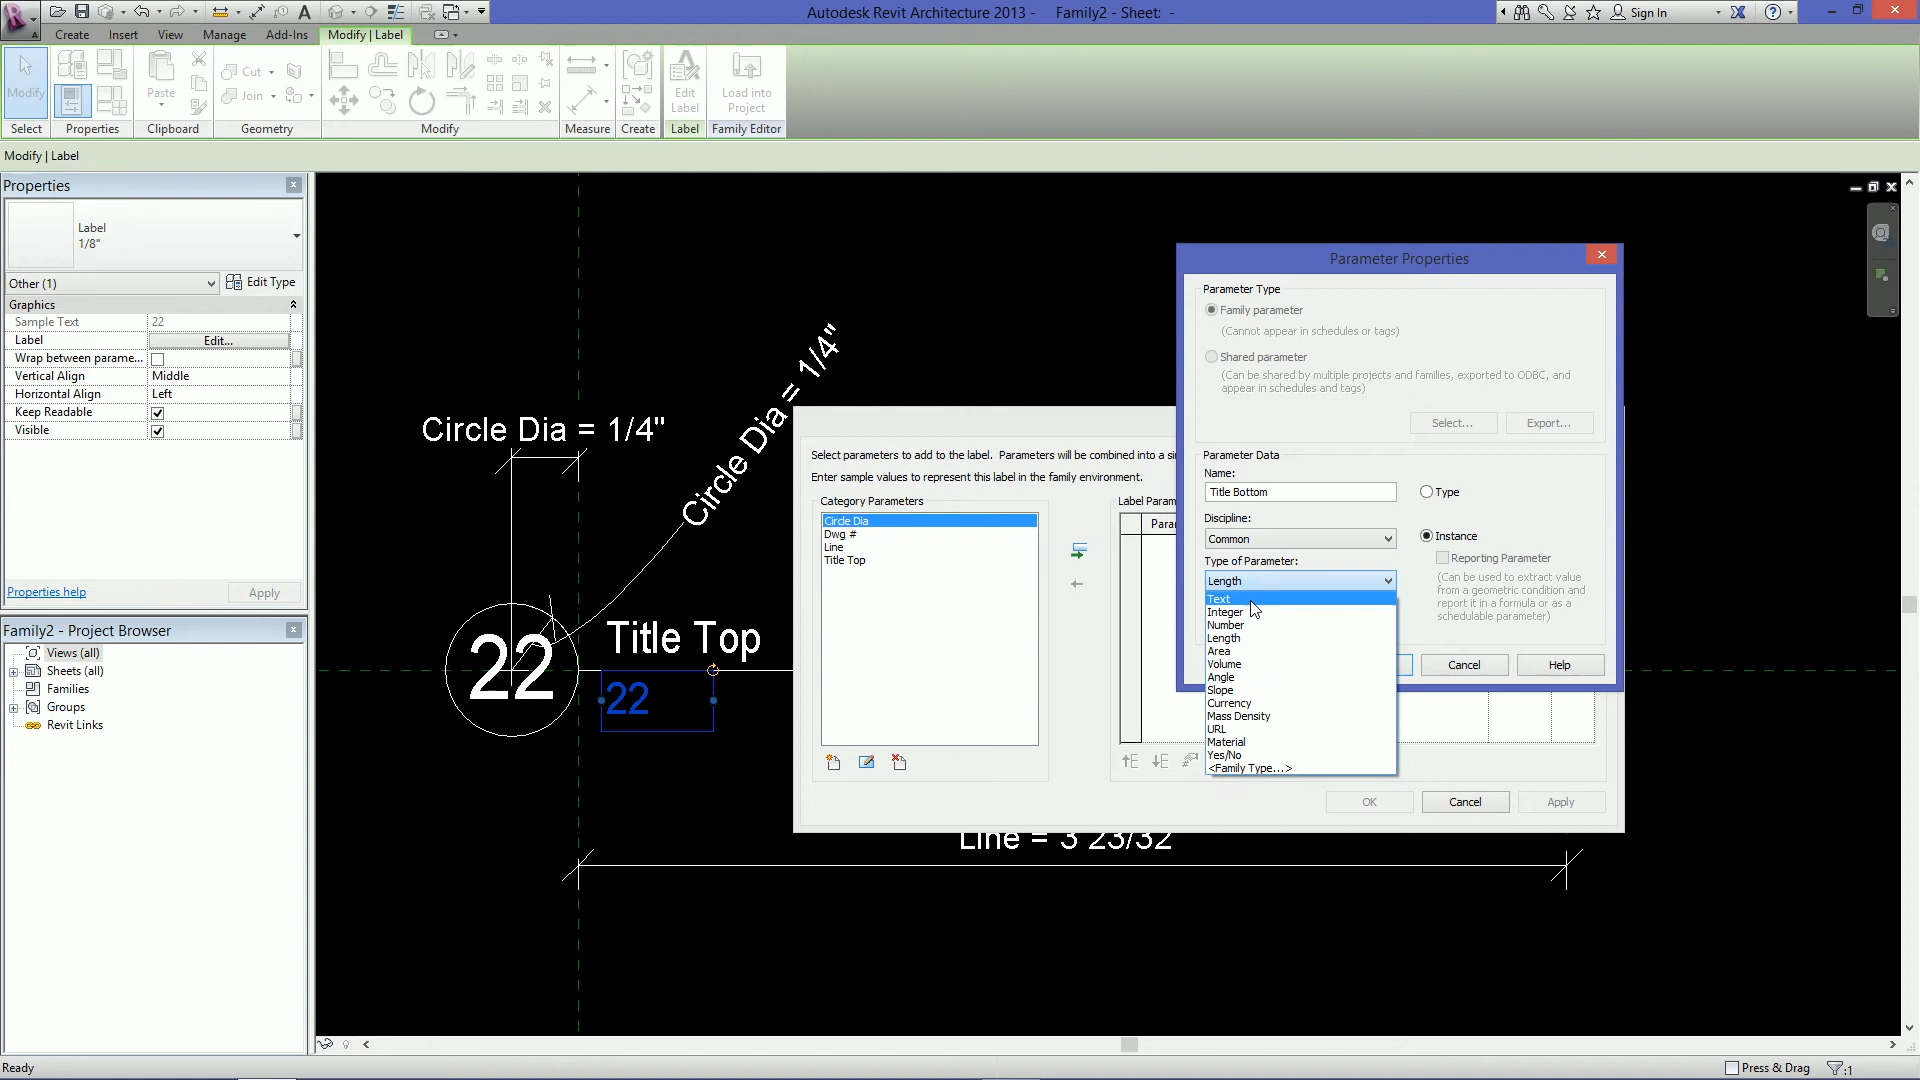 Autodesk Revit Architecture 2013 -    Family2 - Sheet:  -
Sign In
Create Insert View Manage Add-Ins Modify | Label
Modify
Paste
Cut
Join
Edit
Label
Load into
Project
Select Properties Clipboard Geometry Modify Measure Create Label Family Editor
Modify | Label
Properties
Label
1/8"
Other (1)
Edit Type
Graphics
Sample Text 22
Label Edit...
Wrap between parame...
Vertical Align Middle
Horizontal Align Left
Keep Readable
Visible
Properties help
Apply
Family2 - Project Browser
Views (all)
Sheets (all)
Families
Groups
Revit Links
Circle Dia = 1/4"
Circle Dia = 1/4"
22
Title Top
22
Line = 3 23/32
Select parameters to add to the label.  Parameters will be combined into a si
Enter sample values to represent this label in the family environment.
Category Parameters
Circle Dia
Dwg #
Line
Title Top
Label Param
Para
OK
Cancel
Apply
Parameter Properties
Parameter Type
Family parameter
(Cannot appear in schedules or tags)
Shared parameter
(Can be shared by multiple projects and families, exported to ODBC, and
appear in schedules and tags)
Select...
Export...
Parameter Data
Name:
Title Bottom
Type
Discipline:
Common
Instance
Type of Parameter:
Reporting Parameter
Length
(Can be used to extract value
from a geometric condition and
report it in a formula or as a
schedulable parameter)
Text
Integer
Number
Length
Area
Volume
Angle
Slope
Currency
Mass Density
URL
Material
Yes/No
<Family Type...>
Cancel
Help
Ready
Press & Drag
:1